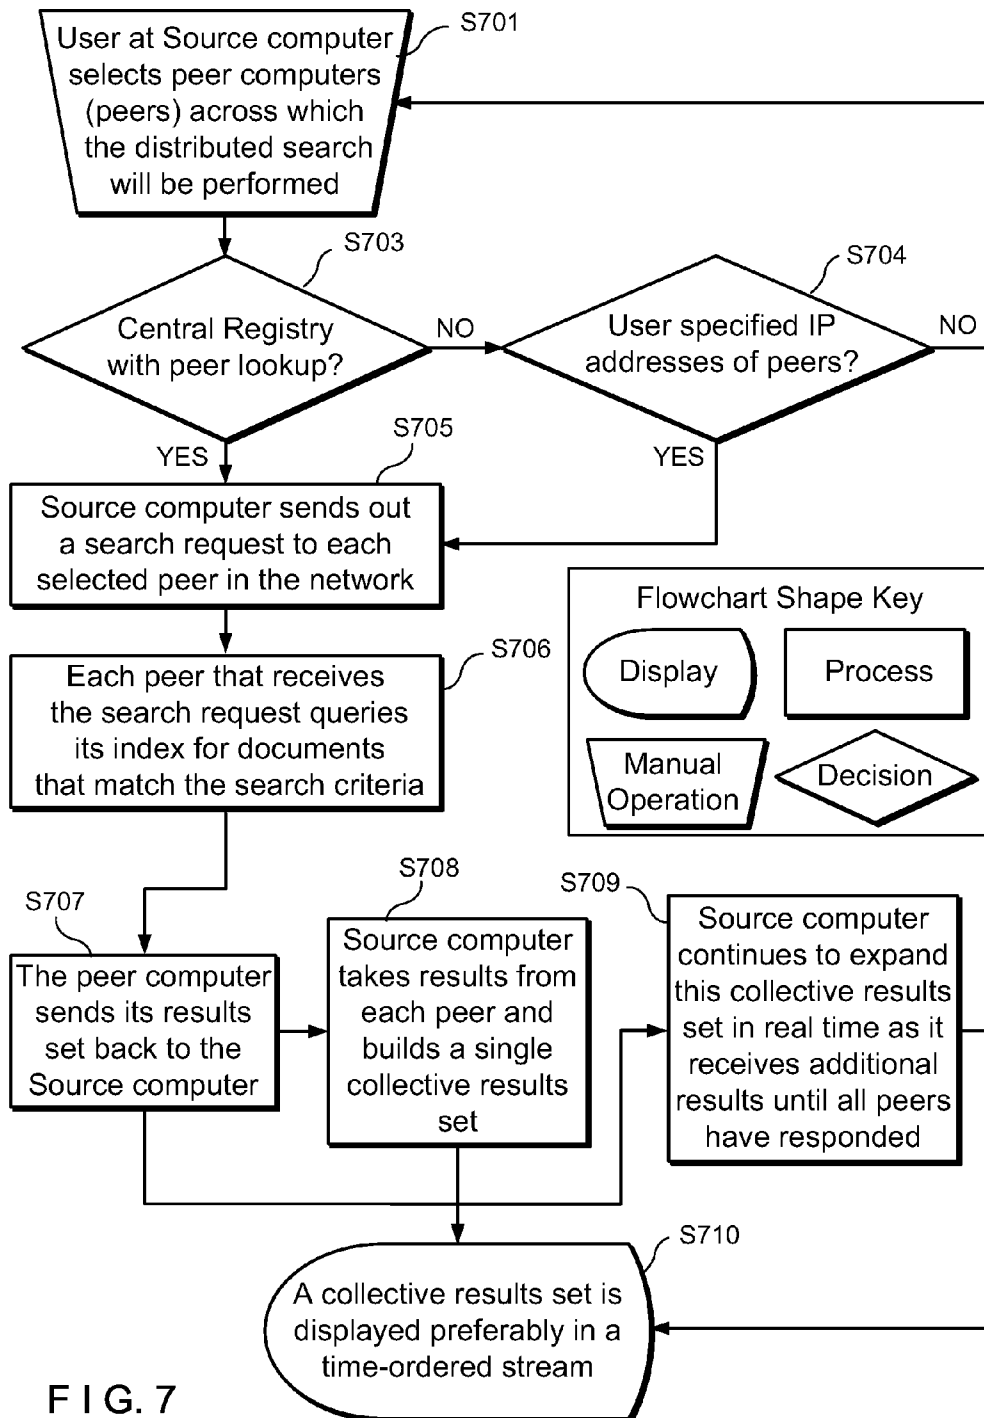 S701
User at Source computer
selects peer computers
(peers) across which
the distributed search
will be performed
S703
Central Registry
with peer lookup?
NO
YES
S704
User specified IP
addresses of peers?
NO
YES
S705
Source computer sends out
a search request to each
selected peer in the network
S706
Each peer that receives
the search request queries
its index for documents
that match the search criteria
Flowchart Shape Key
Display
Process
Manual
Operation
Decision
S707
The peer computer
sends its results
set back to the
Source computer
S708
Source computer
takes results from
each peer and
builds a single
collective results
set
S709
Source computer
continues to expand
this collective results
set in real time as it
receives additional
results until all peers
have responded
S710
A collective results set is
displayed preferably in a
time-ordered stream
F I G. 7